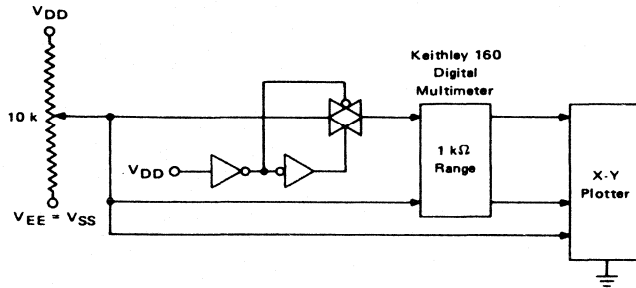 VDD
10 k
VEE = VSS
VDD
Keithley 160
Digital
Multimeter
1 kΩ
Range
X-Y
Plotter